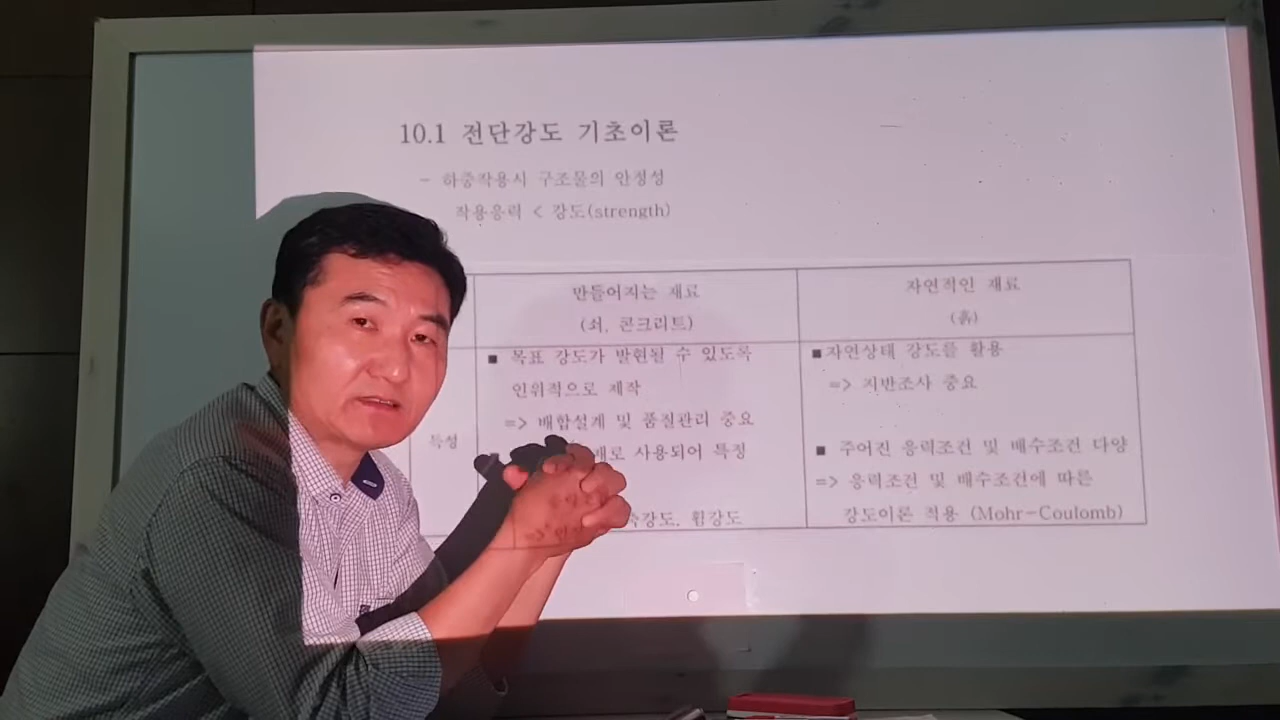 10.1 전단강도 기초이론
- 하중작용시 구조물의 안정성
작용응력 < 강도(strength)
만들어지는 재료
(쇠, 콘크리트)
자연적인 재료
(흙)
특성
■ 목표 강도가 발현될 수 있도록
인위적으로 제작
=> 배합설계 및 품질관리 중요
사용되어 특정
휨강도
■자연상태 강도를 활용
=> 지반조사 중요
■ 주어진 응력조건 및 배수조건 다양
=> 응력조건 및 배수조건에 따른
강도이론 적용 (Mohr-Coulomb)